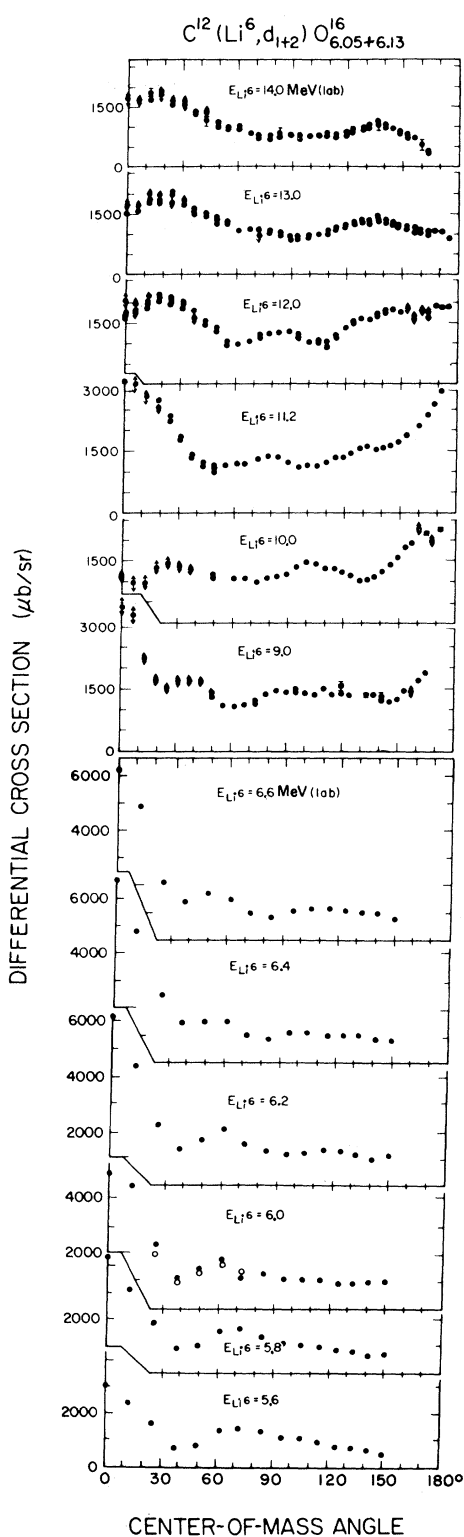 C¹² (Li⁶, d₁₊₂) O¹⁶₆.₀₅₊₆.₁₃
E_Li⁶ = 14.0 MeV (lab)
1500
0
E_Li⁶ = 13.0
1500
0
E_Li⁶ = 12.0
1500
3000
E_Li⁶ = 11.2
1500
0
E_Li⁶ = 10.0
1500
3000
E_Li⁶ = 9.0
1500
0
6000
E_Li⁶ = 6.6 MeV (lab)
4000
6000
4000
E_Li⁶ = 6.4
6000
4000
E_Li⁶ = 6.2
2000
4000
E_Li⁶ = 6.0
2000
2000
E_Li⁶ = 5.8
E_Li⁶ = 5.6
2000
0
0 30 60 90 120 150 180°
CENTER-OF-MASS ANGLE
DIFFERENTIAL CROSS SECTION (μb/sr)